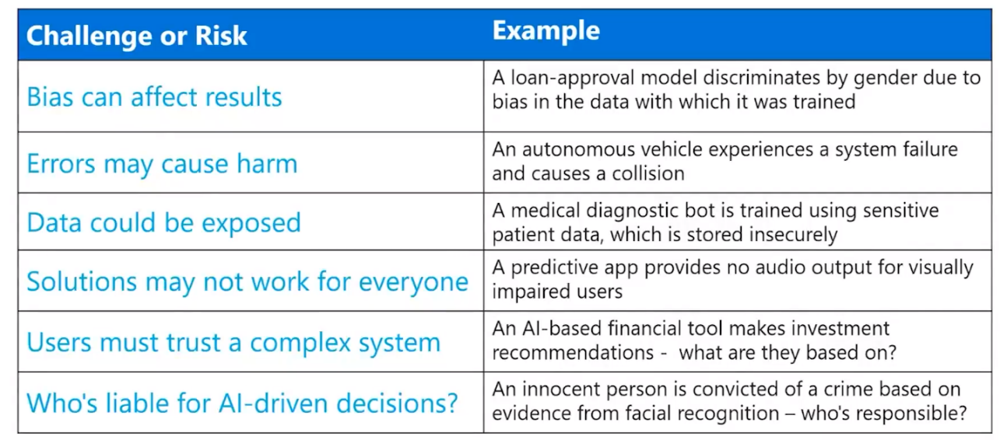 Challenge or Risk
Example
Bias can affect results
A loan-approval model discriminates by gender due to
bias in the data with which it was trained
Errors may cause harm
An autonomous vehicle experiences a system failure
and causes a collision
Data could be exposed
A medical diagnostic bot is trained using sensitive
patient data, which is stored insecurely
Solutions may not work for everyone
A predictive app provides no audio output for visually
impaired users
Users must trust a complex system
An AI-based financial tool makes investment
recommendations -  what are they based on?
Who's liable for AI-driven decisions?
An innocent person is convicted of a crime based on
evidence from facial recognition – who's responsible?